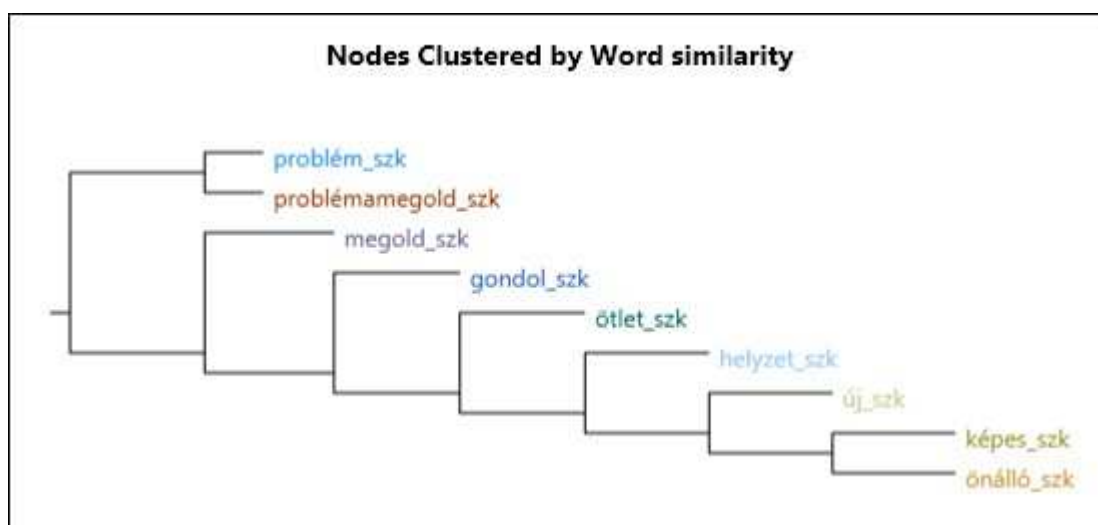 Nodes Clustered by Word similarity
problém_szk
problémamegold_szk
megold_szk
gondol_szk
ötlet_szk
helyzet_szk
új_szk
képes_szk
önálló_szk